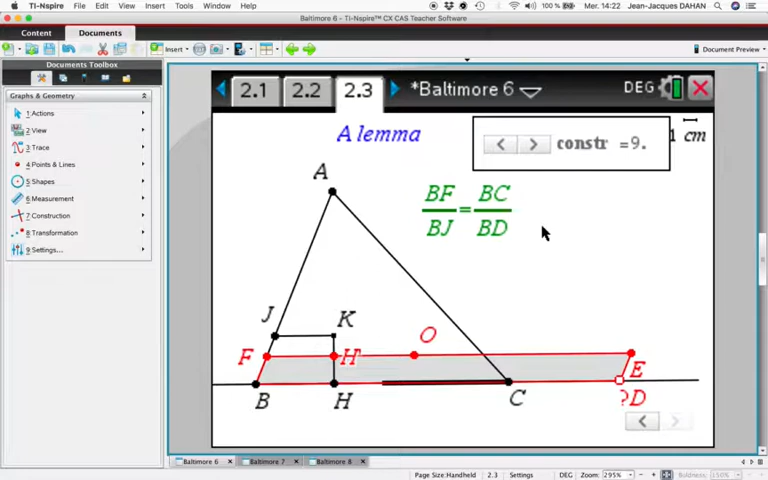 TI-Nspire File Edit View Insert Tools Window Help 100 % Mer. 14:22 Jean-Jacques DAHAN
Baltimore 6 - TI-Nspire™ CX CAS Teacher Software
Content Documents
Insert Document Preview
Documents Toolbox
Graphs & Geometry
1 Actions
2 View
3 Trace
4 Points & Lines
5 Shapes
6 Measurement
7 Construction
8 Transformation
9 Settings...
2.1 2.2 2.3 *Baltimore 6 DEG
A lemma
constr =9.
1 cm
A
BF/BJ = BC/BD
J K
O
F H' E
B H C ?D
Baltimore 6 Baltimore 7 Baltimore 8
Page Size: Handheld 2.3 Settings DEG Zoom: 295% Boldness: 150%